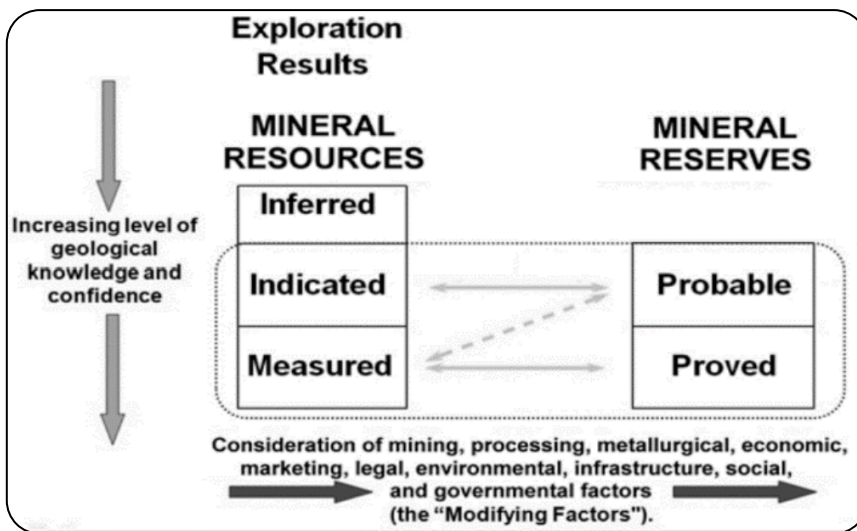 Exploration
Results
MINERAL
RESOURCES
MINERAL
RESERVES
Inferred
Increasing level of
geological
knowledge and
confidence
Indicated
Probable
Measured
Proved
Consideration of mining, processing, metallurgical, economic,
marketing, legal, environmental, infrastructure, social,
and governmental factors
(the “Modifying Factors").